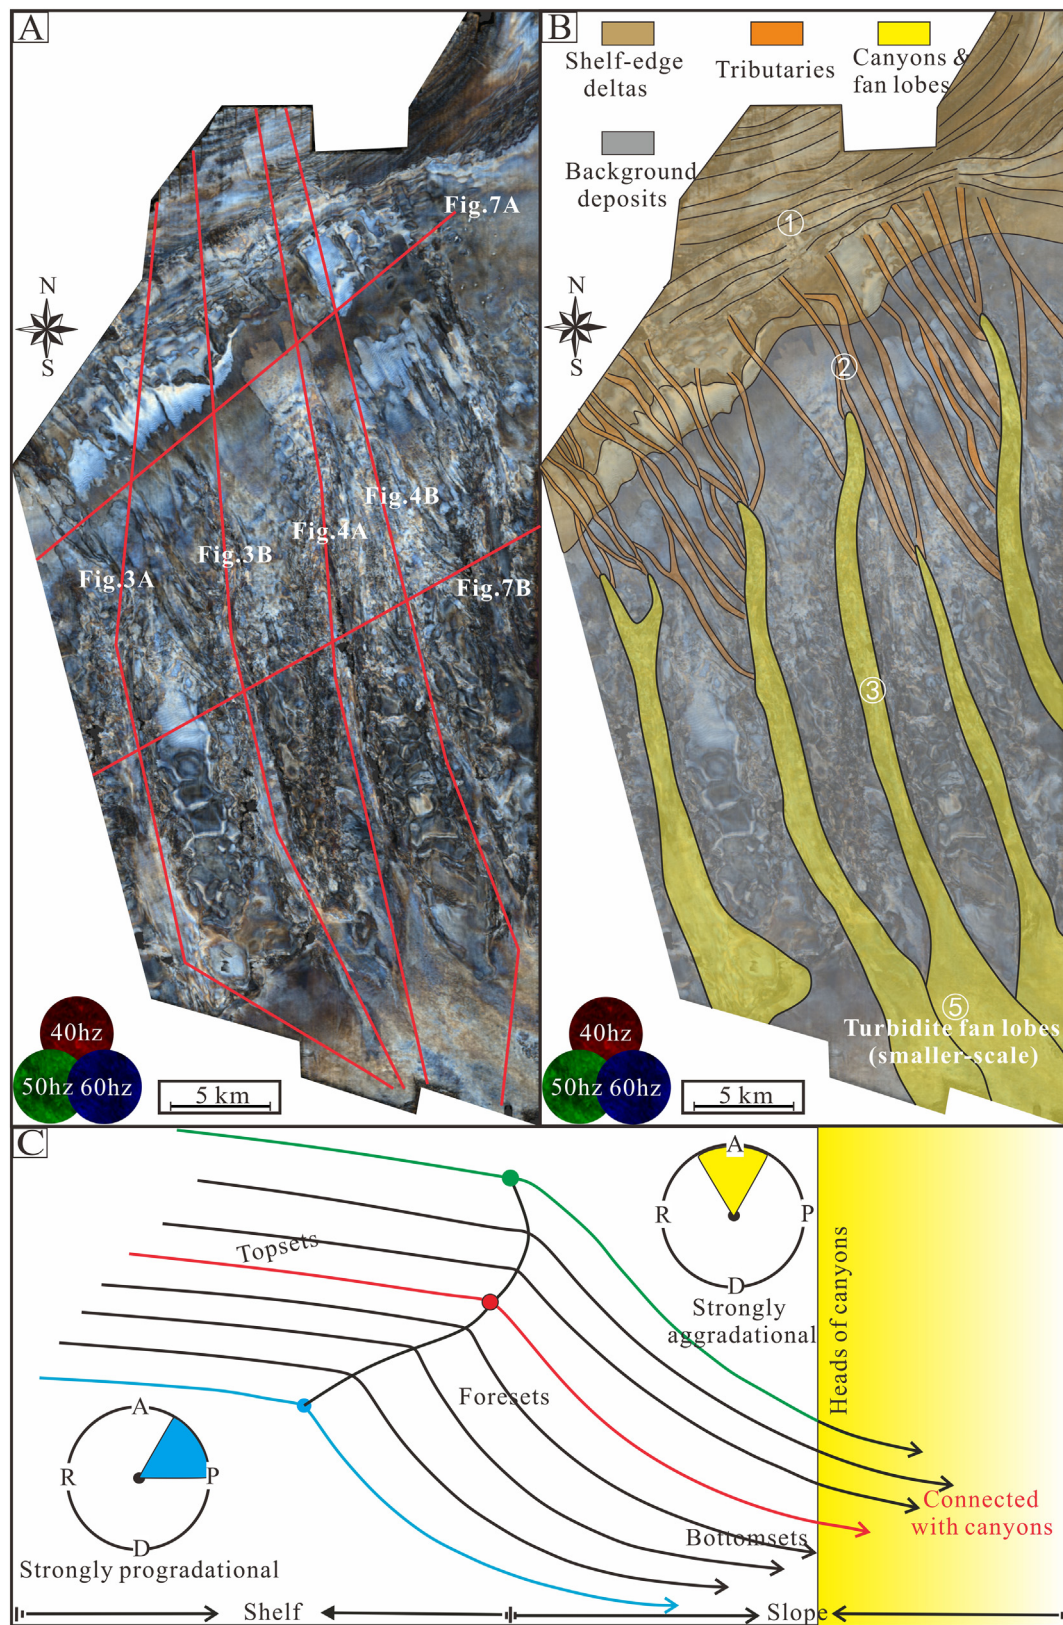 A
Fig.7A
N
S
Fig.4B
Fig.4A
Fig.3B
Fig.3A
Fig.7B
40hz
50hz
60hz
5 km
B
Shelf-edge
deltas
Tributaries
Canyons &
fan lobes
Background
deposits
①
N
S
②
③
⑤
Turbidite fan lobes
(smaller-scale)
40hz
50hz
60hz
5 km
C
Topsets
A
R
P
D
Strongly
aggradational
Heads of canyons
Foresets
A
R
P
D
Strongly progradational
Connected
with canyons
Bottomsets
Shelf
Slope